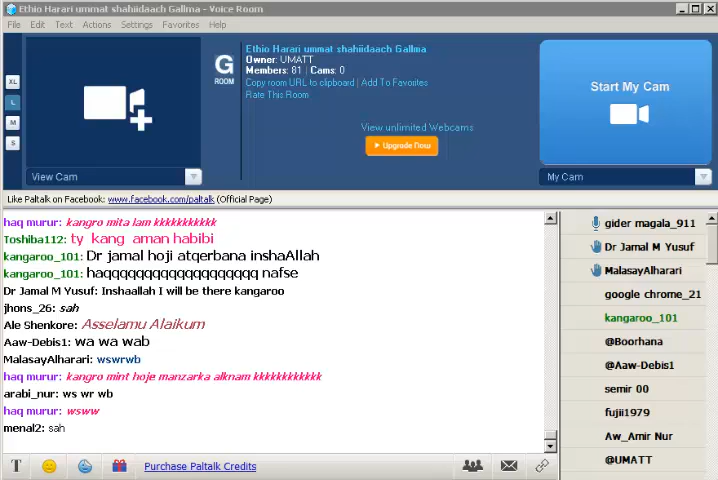 Ethio Harari ummat shahiidaach Gallma - Voice Room
File Edit Text Actions Settings Favorites Help
XL
L
M
S
View Cam
G
ROOM
Ethio Harari ummat shahiidaach Gallma
Owner: UMATT
Members: 81 | Cams: 0
Copy room URL to clipboard | Add To Favorites
Rate This Room
View unlimited Webcams
Upgrade Now
Start My Cam
My Cam
Like Paltalk on Facebook: www.facebook.com/paltalk (Official Page)
haq murur: kangro mita lam kkkkkkkkkkk
Toshiba112: ty kang aman habibi
kangaroo_101: Dr jamal hoji atqerbana inshaAllah
kangaroo_101: haqqqqqqqqqqqqqqqqqqq nafse
Dr Jamal M Yusuf: Inshaallah I will be there kangaroo
jhons_26: sah
Ale Shenkore: Asselamu Alaikum
Aaw-Debis1: wa wa wab
MalasayAlharari: wswrwb
haq murur: kangro mint hoje manzarka alknam kkkkkkkkkkkk
arabi_nur: ws wr wb
haq murur: wsww
menal2: sah
T
Purchase Paltalk Credits
gider magala_911
Dr Jamal M Yusuf
MalasayAlharari
google chrome_21
kangaroo_101
@Boorhana
@Aaw-Debis1
semir 00
fujii1979
Aw_Amir Nur
@UMATT